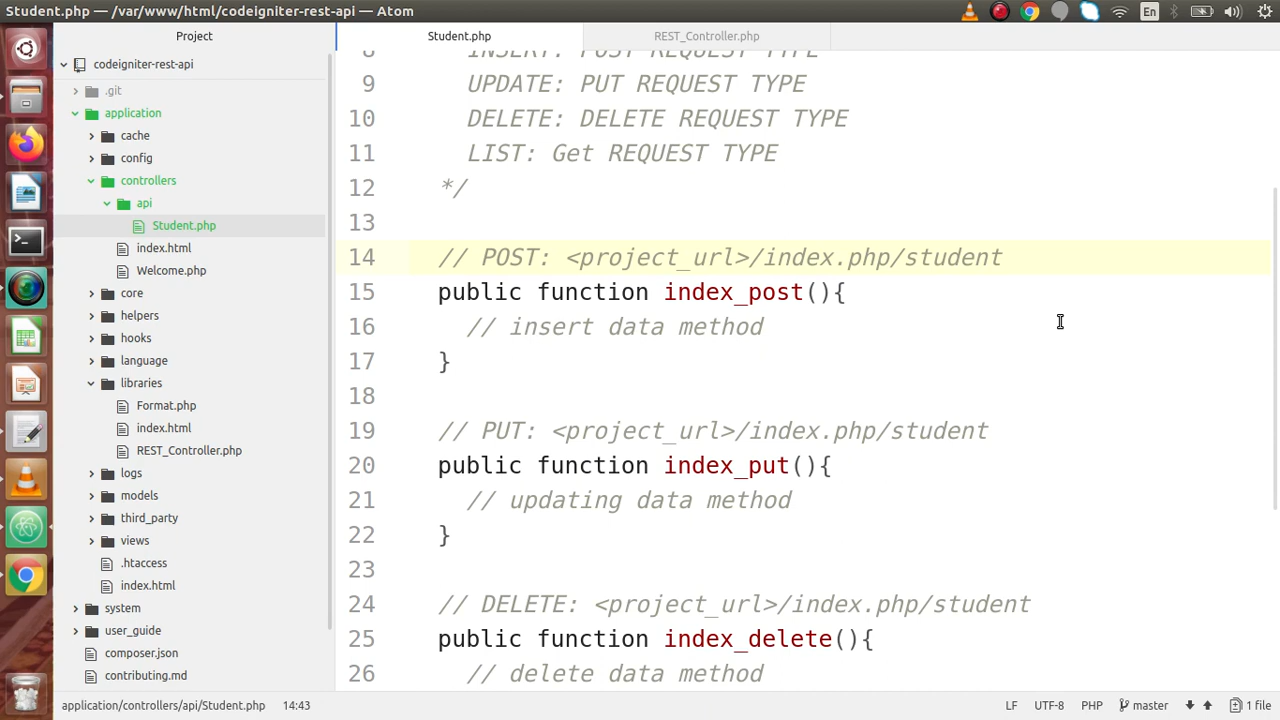 Student.php — /var/www/html/codeigniter-rest-api — Atom
En
Project
Student.php
REST_Controller.php
codeigniter-rest-api
.git
application
cache
config
controllers
api
Student.php
index.html
Welcome.php
core
helpers
hooks
language
libraries
Format.php
index.html
REST_Controller.php
logs
models
third_party
views
.htaccess
index.html
system
user_guide
composer.json
contributing.md
8 INSERT: POST REQUEST TYPE
9 UPDATE: PUT REQUEST TYPE
10 DELETE: DELETE REQUEST TYPE
11 LIST: Get REQUEST TYPE
12 */
13
14 // POST: <project_url>/index.php/student
15 public function index_post(){
16 // insert data method
17 }
18
19 // PUT: <project_url>/index.php/student
20 public function index_put(){
21 // updating data method
22 }
23
24 // DELETE: <project_url>/index.php/student
25 public function index_delete(){
26 // delete data method
application/controllers/api/Student.php 14:43
LF UTF-8 PHP master 1 file